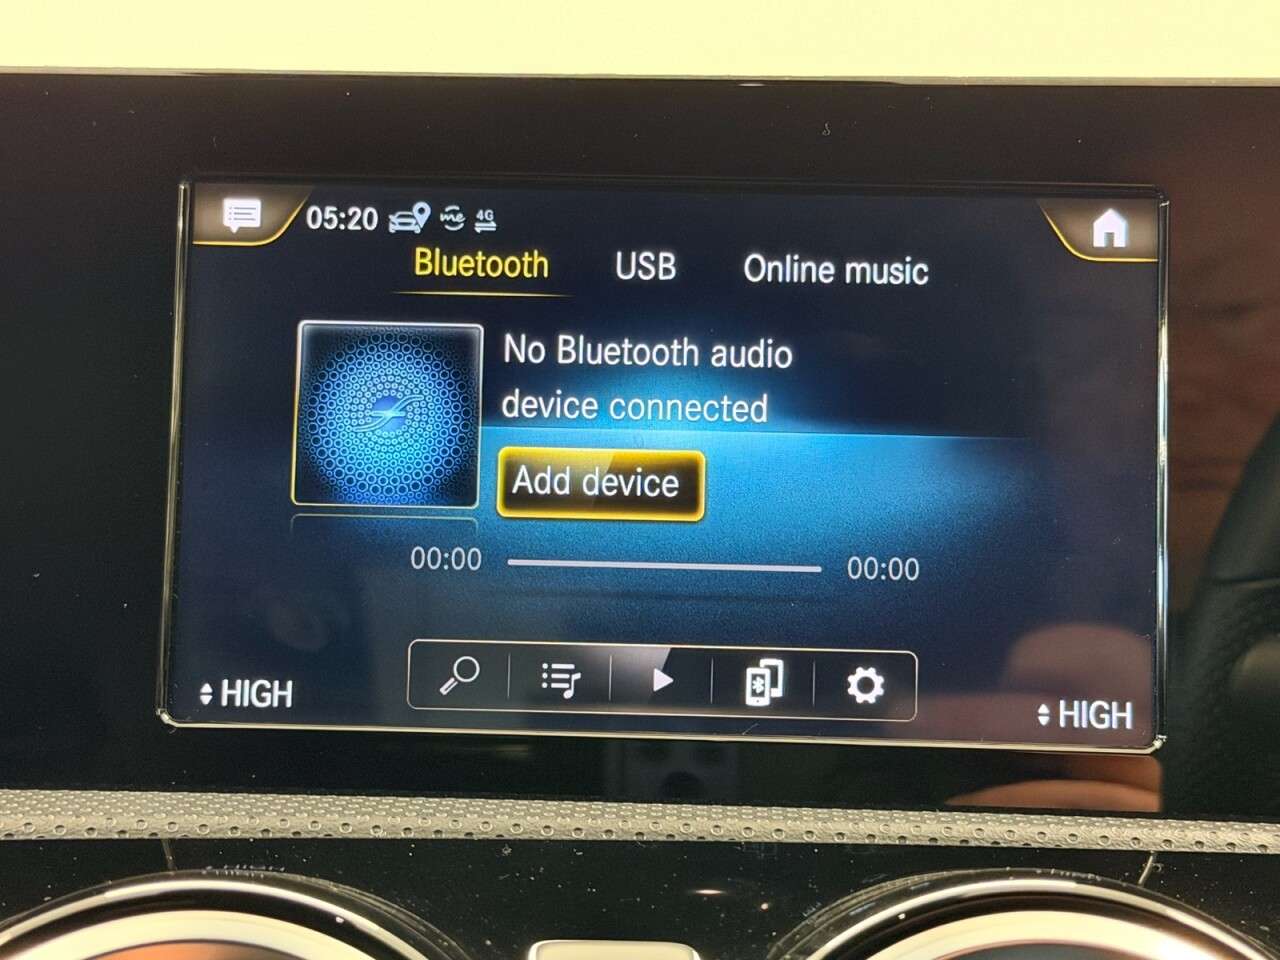 05:20 me 4G
Bluetooth USB Online music
No Bluetooth audio
device connected
Add device
00:00 00:00
HIGH HIGH